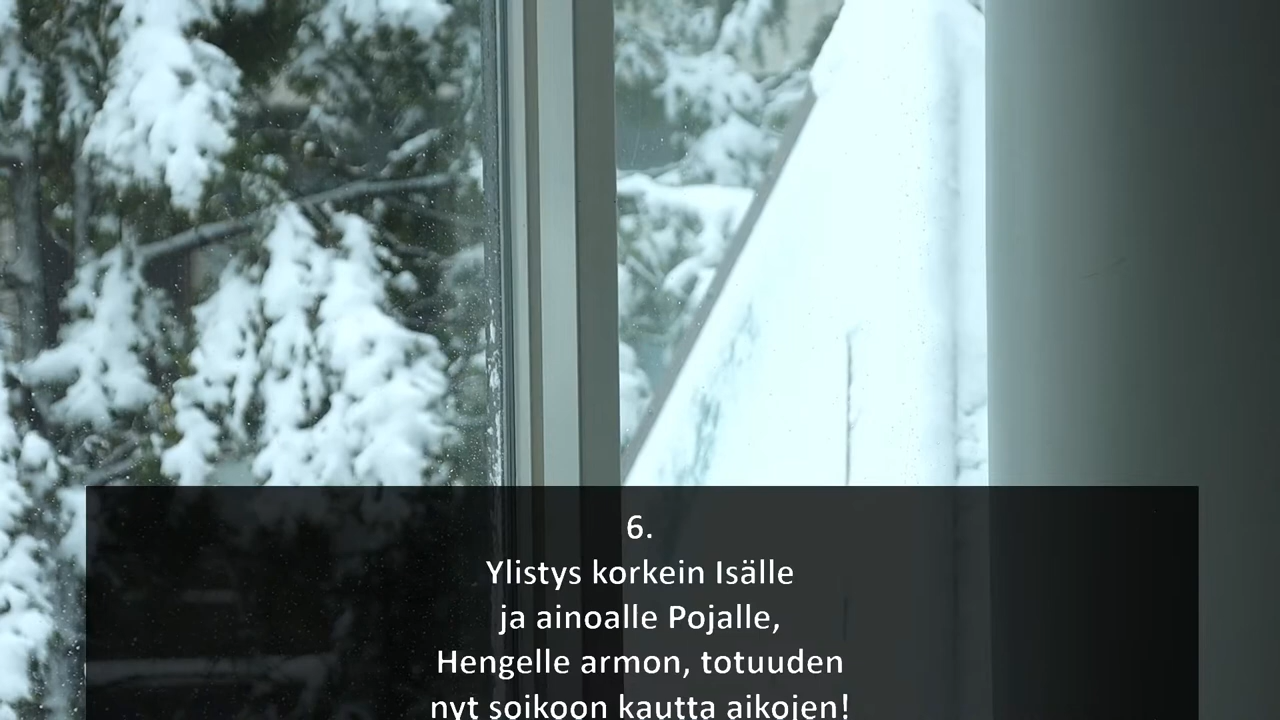 6.
Ylistys korkein Isälle
ja ainoalle Pojalle,
Hengelle armon, totuuden
nyt soikoon kautta aikojen!